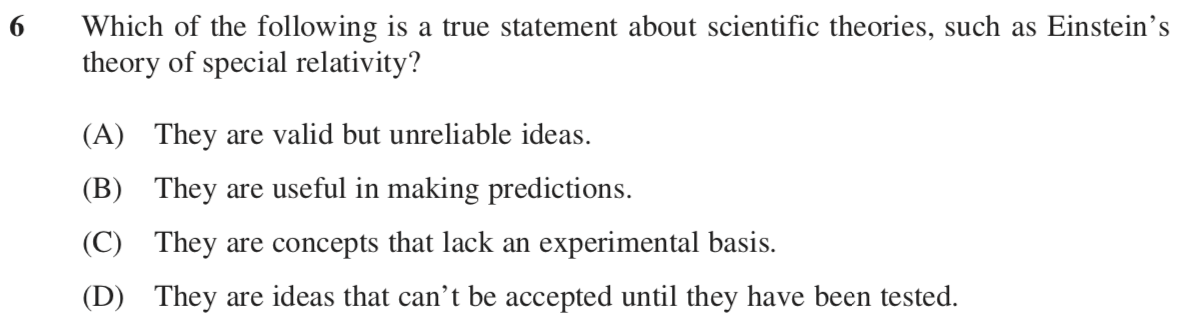 6 Which of the following is a true statement about scientific theories, such as Einstein’s
theory of special relativity?
(A) They are valid but unreliable ideas.
(B) They are useful in making predictions.
(C) They are concepts that lack an experimental basis.
(D) They are ideas that can’t be accepted until they have been tested.